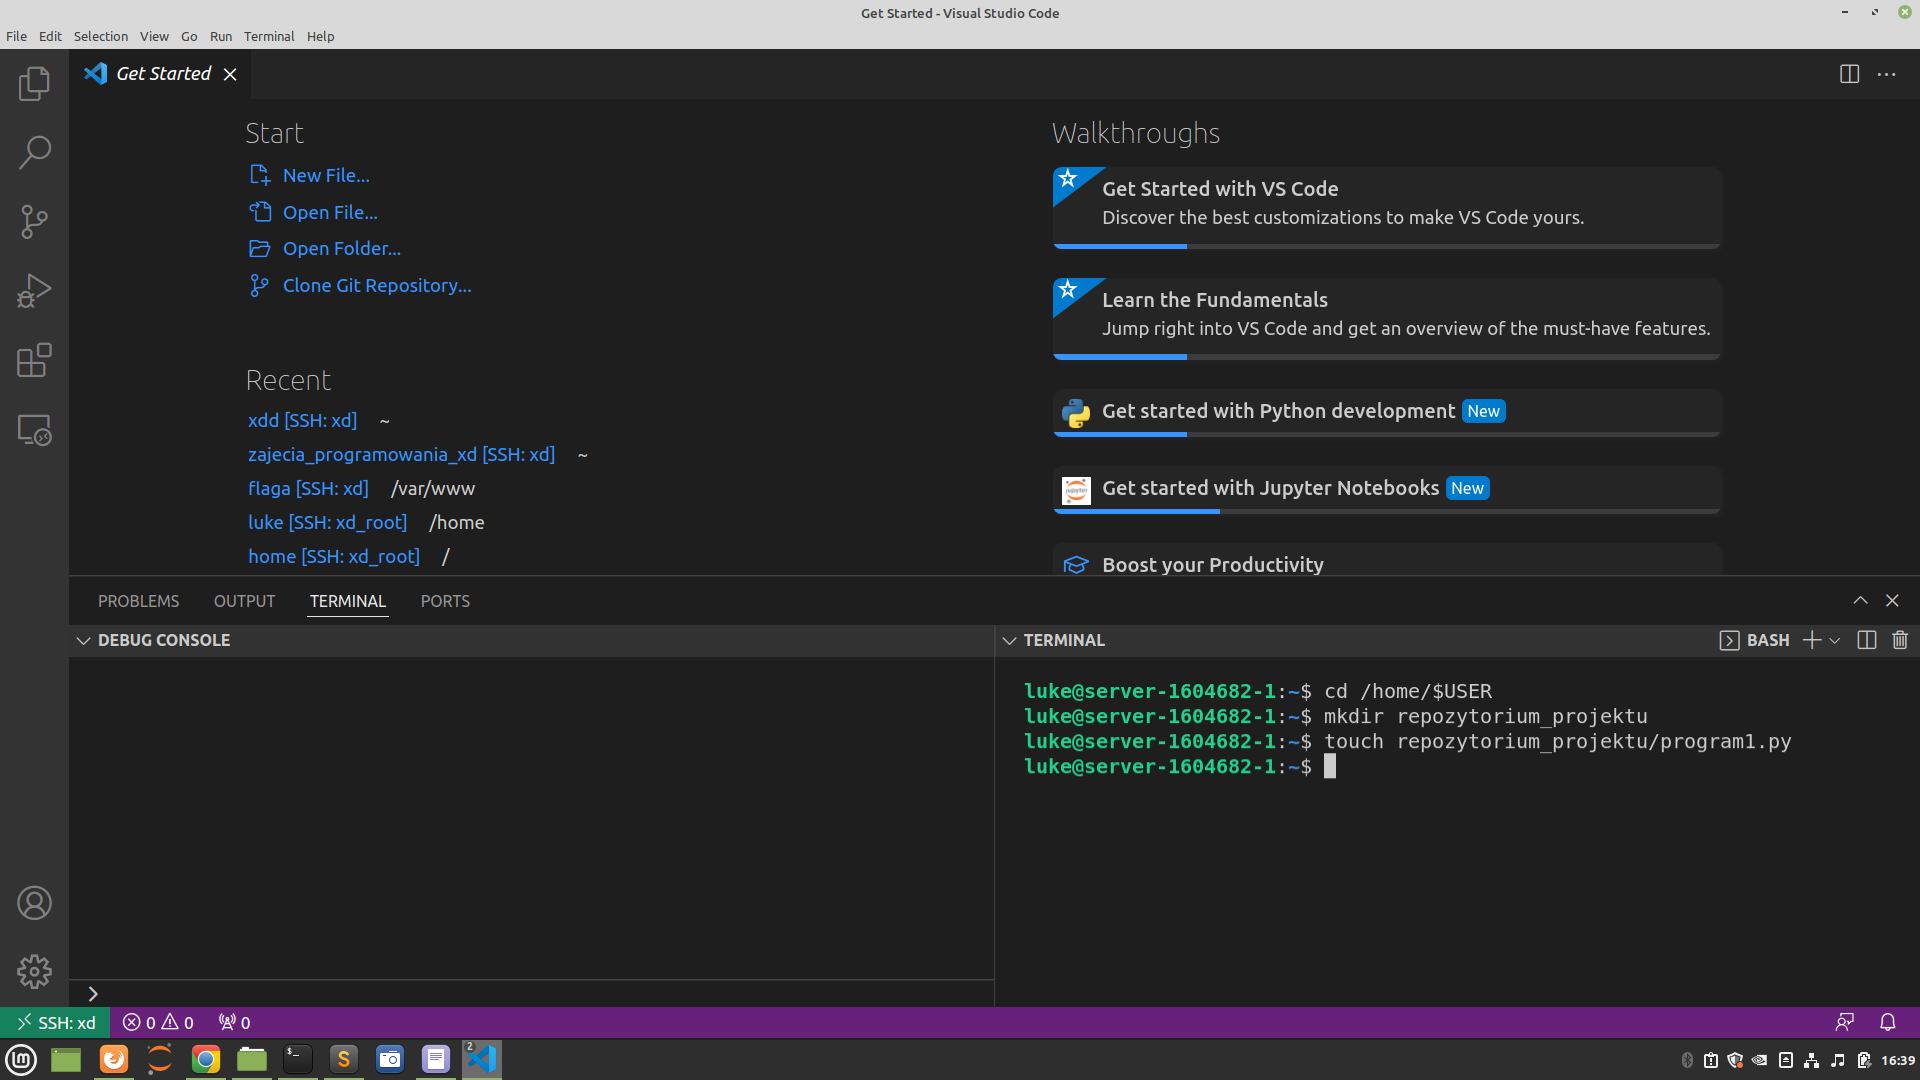 Get Started - Visual Studio Code
File Edit Selection View Go Run Terminal Help
Get Started
Start
New File...
Open File...
Open Folder...
Clone Git Repository...
Recent
xdd [SSH: xd] ~
zajecia_programowania_xd [SSH: xd] ~
flaga [SSH: xd] /var/www
luke [SSH: xd_root] /home
home [SSH: xd_root] /
Walkthroughs
Get Started with VS Code
Discover the best customizations to make VS Code yours.
Learn the Fundamentals
Jump right into VS Code and get an overview of the must-have features.
Get started with Python development New
Get started with Jupyter Notebooks New
Boost your Productivity
PROBLEMS OUTPUT TERMINAL PORTS
DEBUG CONSOLE
TERMINAL
BASH
luke@server-1604682-1:~$ cd /home/$USER
luke@server-1604682-1:~$ mkdir repozytorium_projektu
luke@server-1604682-1:~$ touch repozytorium_projektu/program1.py
luke@server-1604682-1:~$
SSH: xd 0 0 0
2
16:39